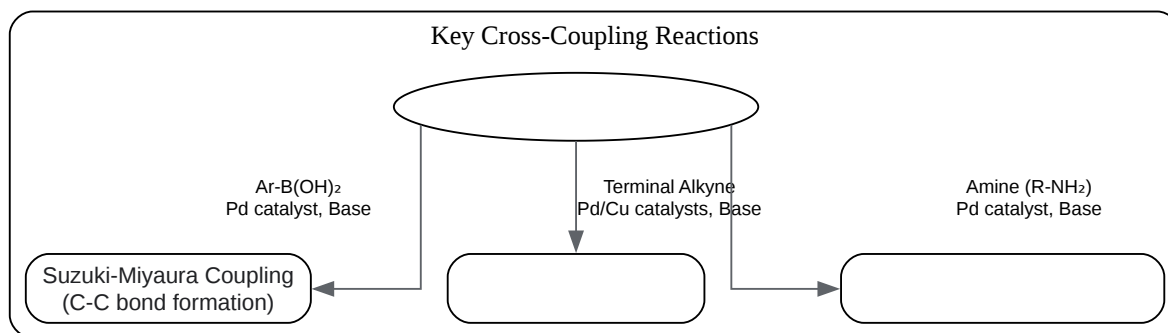 Key Cross-Coupling Reactions
Ar-B(OH)₂
Pd catalyst, Base
Terminal Alkyne
Pd/Cu catalysts, Base
Amine (R-NH₂)
Pd catalyst, Base
Suzuki-Miyaura Coupling
(C-C bond formation)